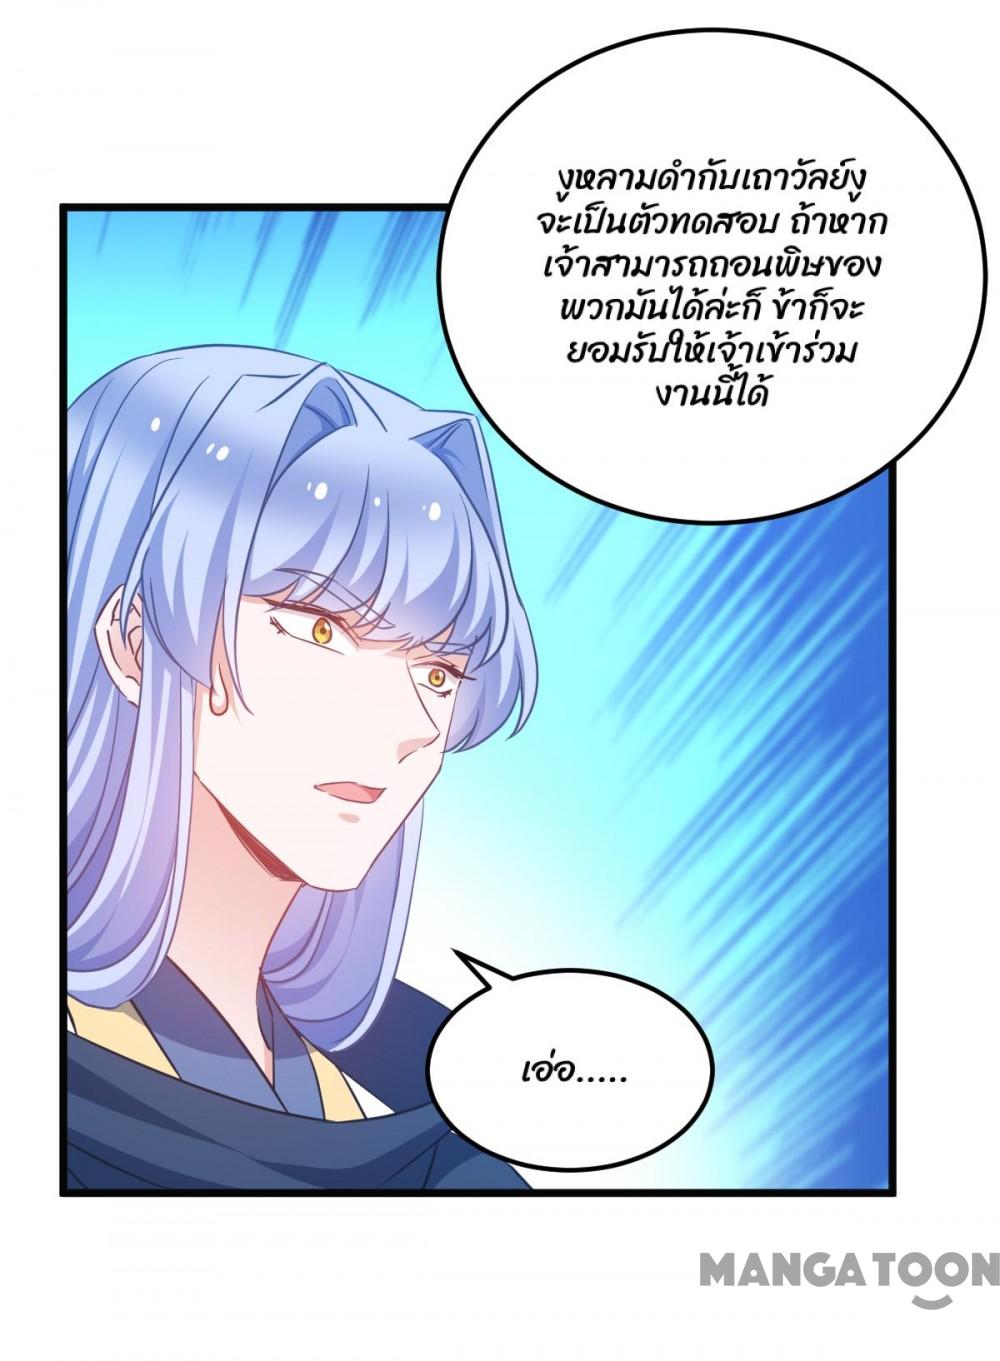 งูหลามดำกับเถาวัลย์งู
จะเป็นตัวทดสอบ ถ้าหาก
เจ้าสามารถถอนพิษของ
พวกมันได้ล่ะก็ ข้าก็จะ
ยอมรับให้เจ้าเข้าร่วม
งานนี้ได้
เอ่อ.....
MANGATOON